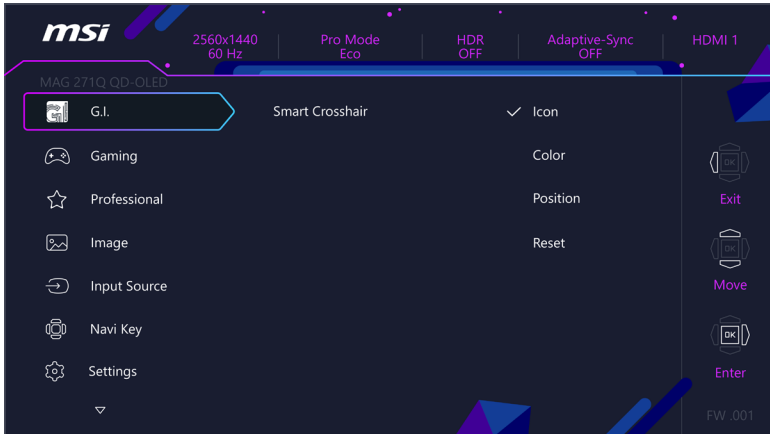 msi
2560x1440
60 Hz
Pro Mode
Eco
HDR
OFF
Adaptive-Sync
OFF
HDMI 1
MAG 271Q QD-OLED
G.I.
Smart Crosshair
Icon
Gaming
Color
OK
Professional
Position
Exit
Image
Reset
OK
Input Source
Move
Navi Key
OK
Settings
Enter
FW .001